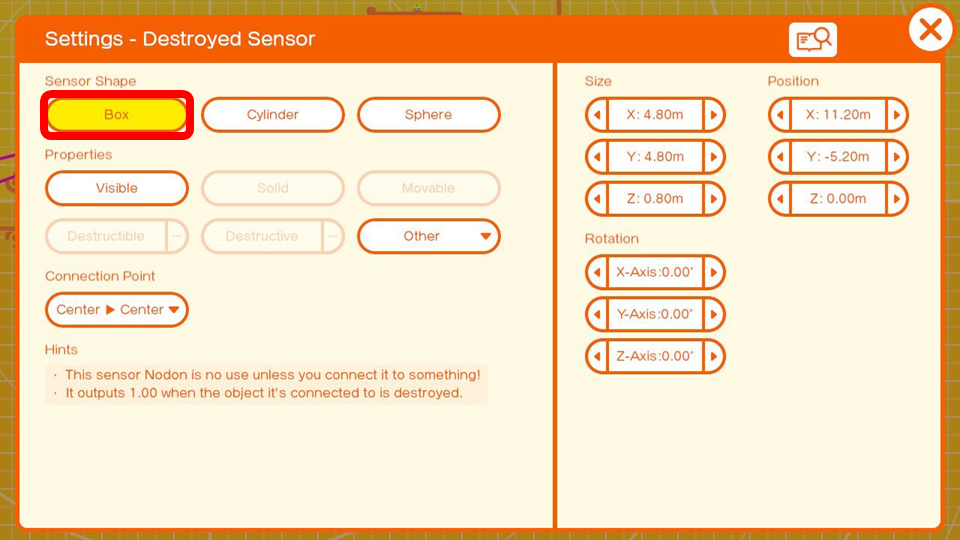 Settings - Destroyed Sensor
Sensor Shape
Box
Cylinder
Sphere
Properties
Visible
Solid
Movable
Destructible
...
Destructive
...
Other
Connection Point
Center ▶ Center
Hints
· This sensor Nodon is no use unless you connect it to something!
· It outputs 1.00 when the object it's connected to is destroyed.
Size
X: 4.80m
Y: 4.80m
Z: 0.80m
Position
X: 11.20m
Y: -5.20m
Z: 0.00m
Rotation
X-Axis:0.00°
Y-Axis:0.00°
Z-Axis:0.00°